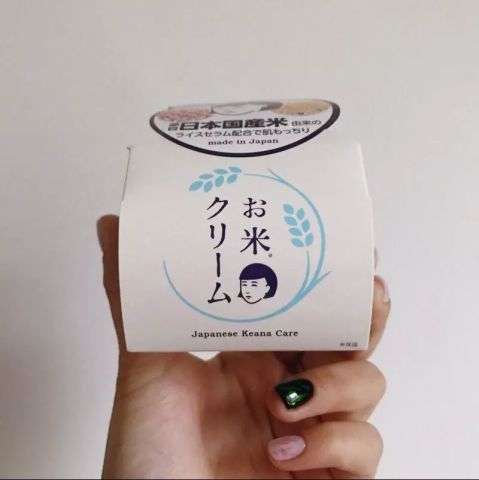 日本国産米 由来の
ライスセラム配合で肌もっちり
made in Japan
お米®
クリーム
Japanese Keana Care